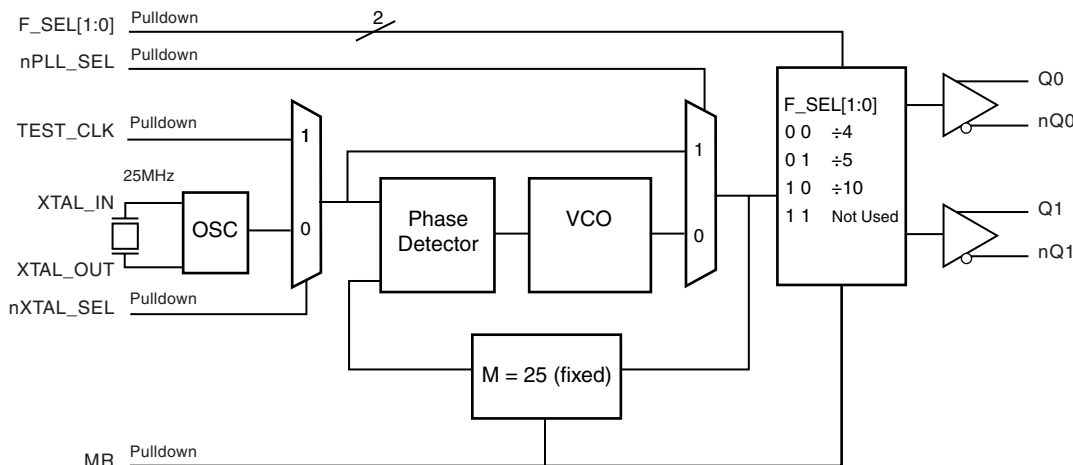 F_SEL[1:0] Pulldown 2
nPLL_SEL Pulldown
TEST_CLK Pulldown
25MHz
XTAL_IN
OSC
XTAL_OUT
nXTAL_SEL Pulldown
1
0
Phase
Detector
VCO
1
0
M = 25 (fixed)
F_SEL[1:0]
0 0 ÷4
0 1 ÷5
1 0 ÷10
1 1 Not Used
Q0
nQ0
Q1
nQ1
MR Pulldown